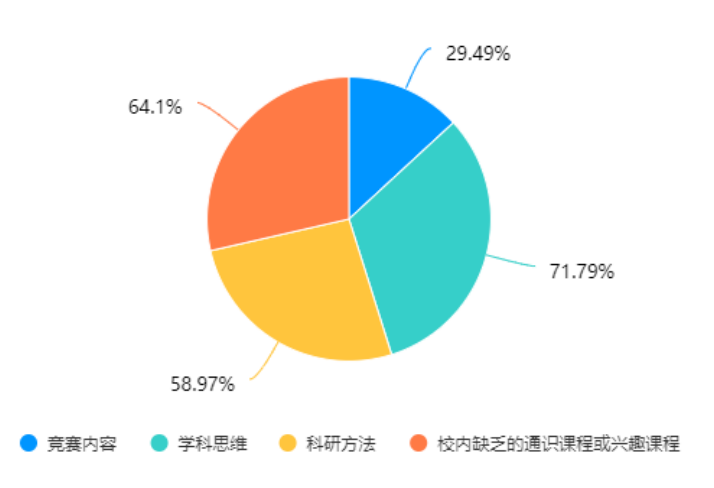 29.49%
64.1%
71.79%
58.97%
竞赛内容 学科思维 科研方法 校内缺乏的通识课程或兴趣课程